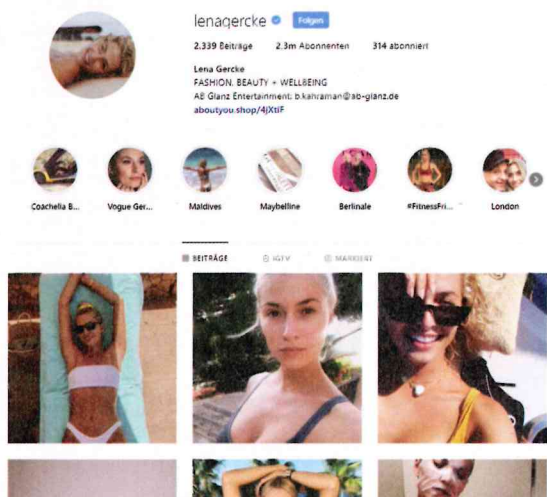 lenagercke Folgen
2.339 Beiträge 2.3m Abonnenten 314 abonniert
Lena Gercke
FASHION, BEAUTY + WELLBEING
AB Glanz Entertainment: b.kahraman@ab-glanz.de
aboutyou.shop/4jXtiF
Coachella B... Vogue Ger... Maldives Maybelline Berlinale #FitnessFri... London
BEITRÄGE IGTV MARKIERT